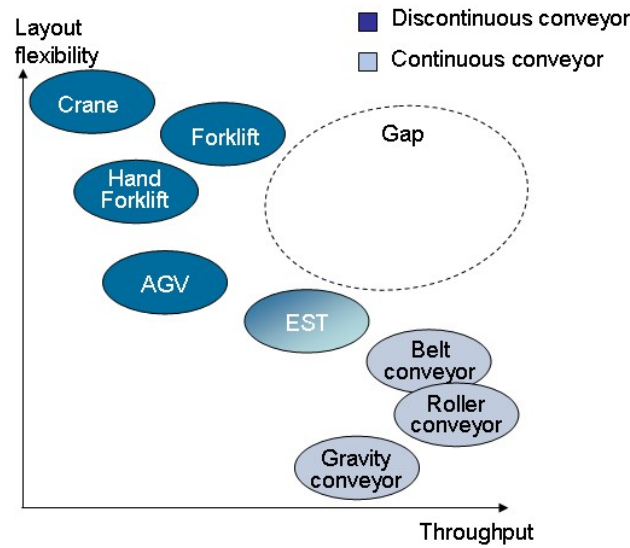 Discontinuous conveyor
Continuous conveyor
Layout
flexibility
Crane
Forklift
Gap
Hand
Forklift
AGV
EST
Belt
conveyor
Roller
conveyor
Gravity
conveyor
Throughput